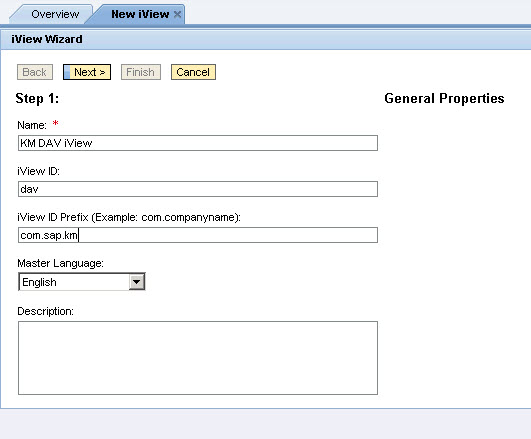 Overview New iView
iView Wizard
Back Next > Finish Cancel
Step 1: General Properties
Name: *
KM DAV iView
iView ID:
dav
iView ID Prefix (Example: com.companyname):
com.sap.km
Master Language:
English
Description: